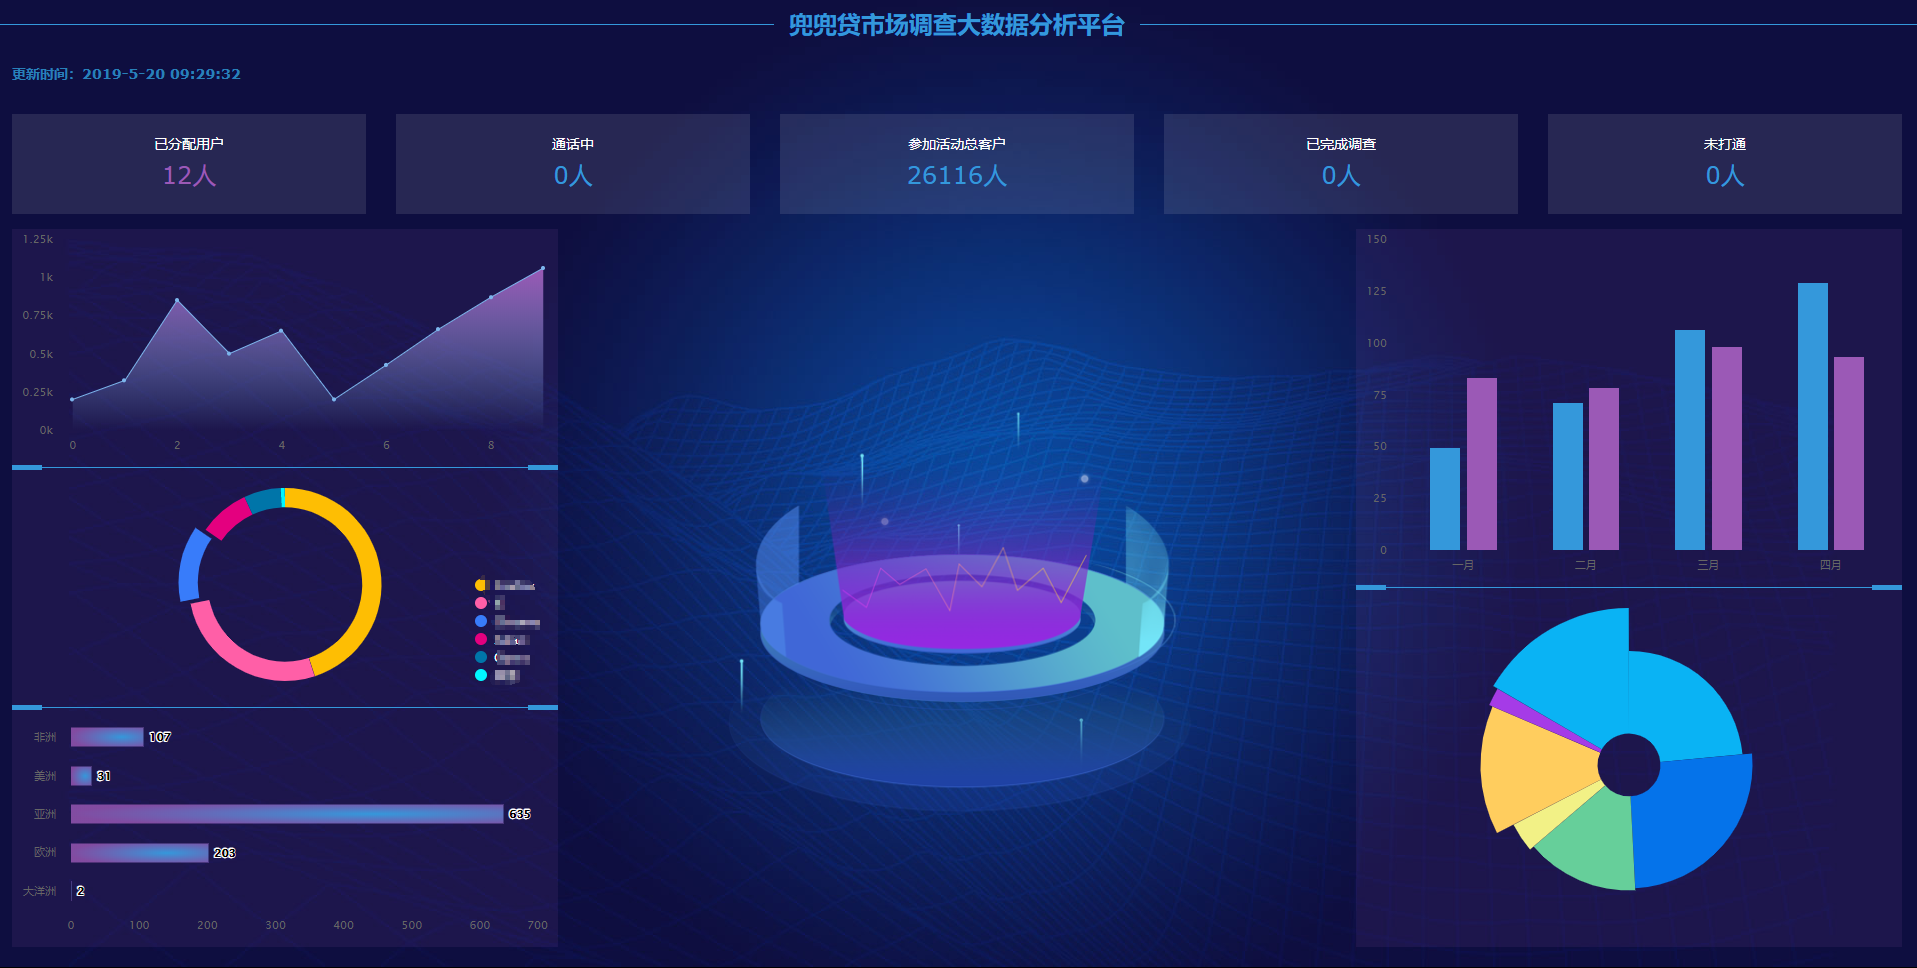 兜兜贷市场调查大数据分析平台
更新时间：2019-5-20 09:29:32
已分配用户
12人
通话中
0人
参加活动总客户
26116人
已完成调查
0人
未打通
0人
1.25k
1k
0.75k
0.5k
0.25k
0k
0 2 4 6 8
非洲 107
美洲 31
亚洲 635
欧洲 203
大洋洲 2
0 100 200 300 400 500 600 700
150
125
100
75
50
25
0
一月 二月 三月 四月